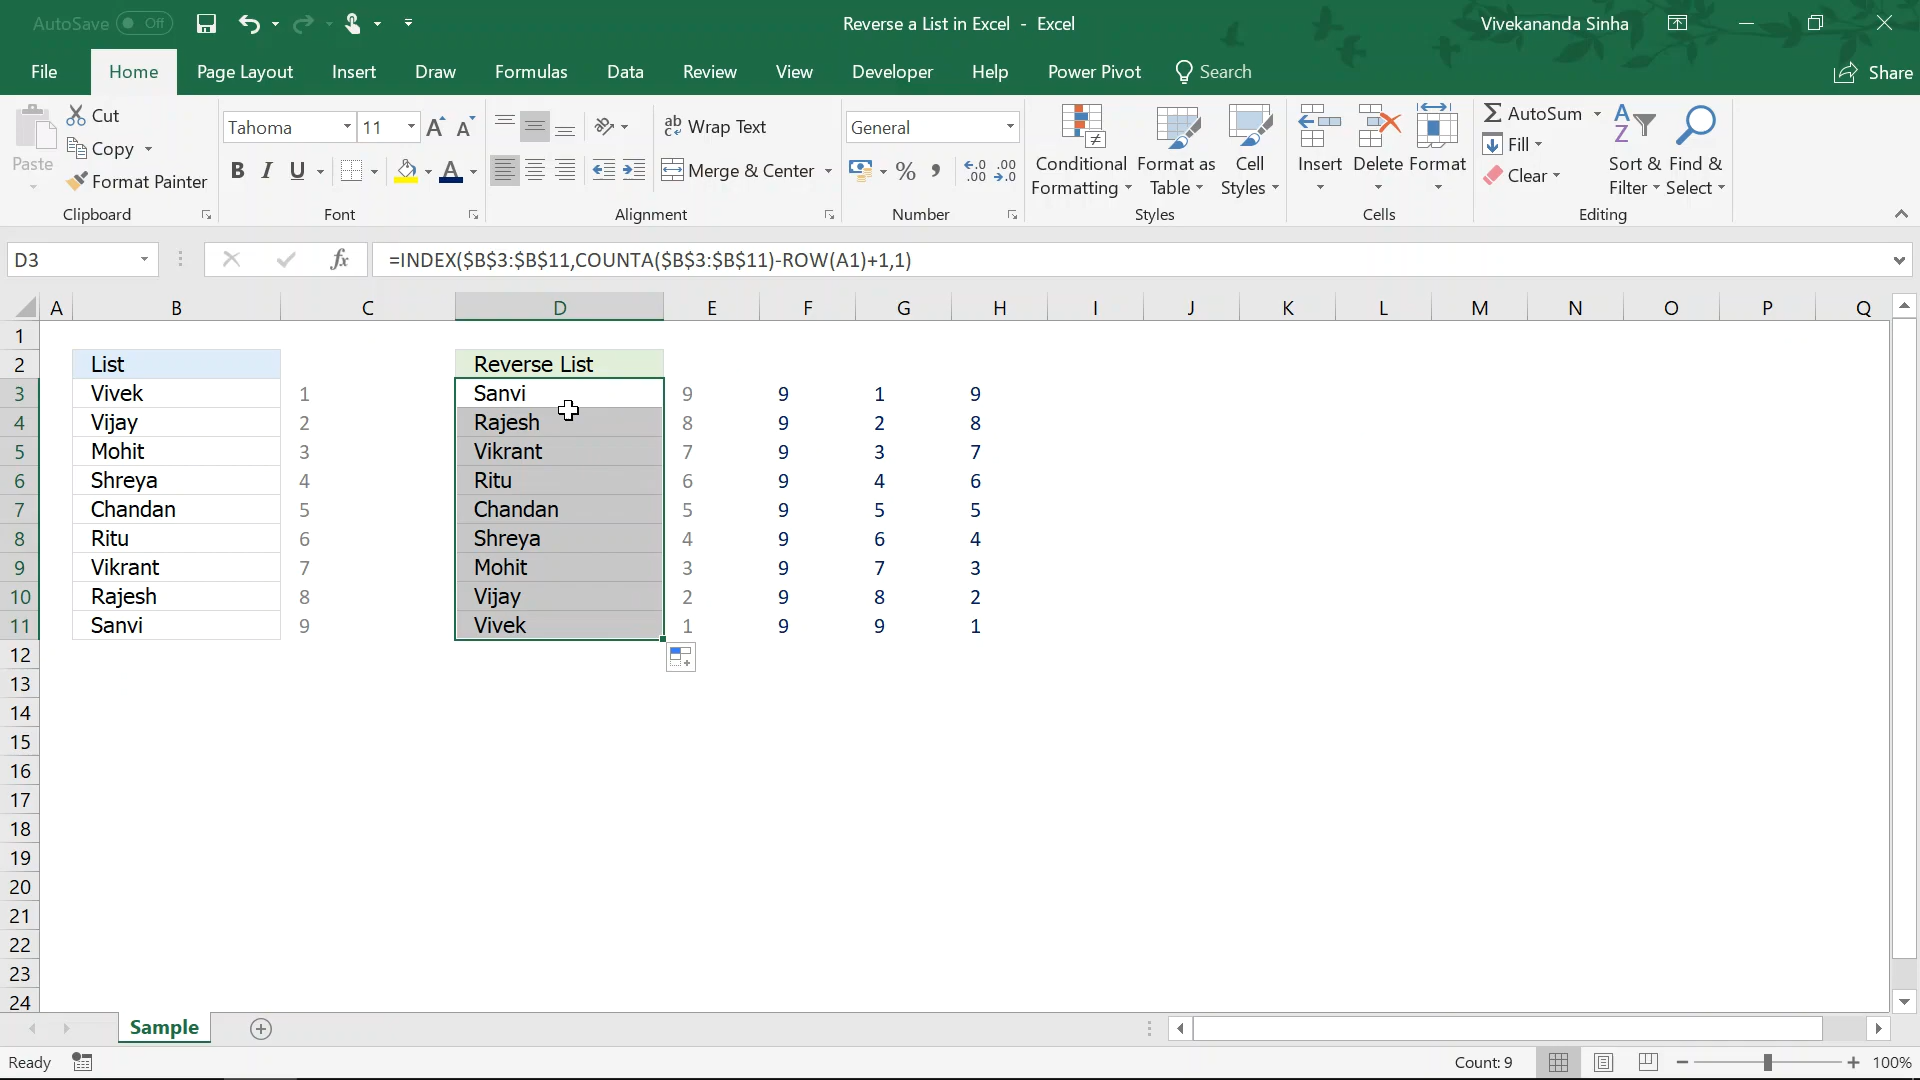 AutoSave Off Reverse a List in Excel - Excel Vivekananda Sinha
File Home Page Layout Insert Draw Formulas Data Review View Developer Help Power Pivot Search Share
Paste
Cut
Copy
Format Painter
Clipboard
Tahoma 11
B I U
Font
Wrap Text
Merge & Center
Alignment
General
Number
Conditional Formatting
Format as Table
Cell Styles
Styles
Insert Delete Format
Cells
AutoSum
Fill
Clear
Sort & Filter
Find & Select
Editing
D3 fx =INDEX($B$3:$B$11,COUNTA($B$3:$B$11)-ROW(A1)+1,1)
A B C D E F G H I J K L M N O P Q
1
2 List Reverse List
3 Vivek 1 Sanvi 9 9 1 9
4 Vijay 2 Rajesh 8 9 2 8
5 Mohit 3 Vikrant 7 9 3 7
6 Shreya 4 Ritu 6 9 4 6
7 Chandan 5 Chandan 5 9 5 5
8 Ritu 6 Shreya 4 9 6 4
9 Vikrant 7 Mohit 3 9 7 3
10 Rajesh 8 Vijay 2 9 8 2
11 Sanvi 9 Vivek 1 9 9 1
12
13
14
15
16
17
18
19
20
21
22
23
24
Sample
Ready Count: 9 100%